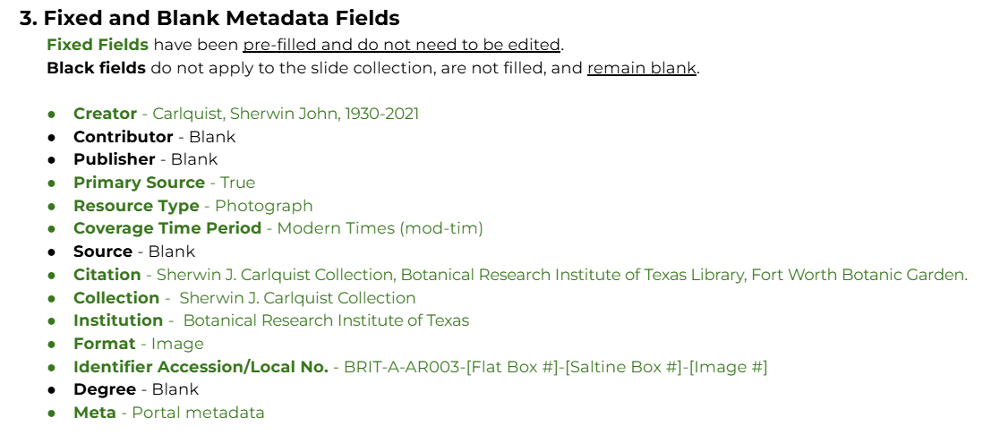 3. Fixed and Blank Metadata Fields
Fixed Fields have been pre-filled and do not need to be edited.
Black fields do not apply to the slide collection, are not filled, and remain blank.
● Creator - Carlquist, Sherwin John, 1930-2021
● Contributor - Blank
● Publisher - Blank
● Primary Source - True
● Resource Type - Photograph
● Coverage Time Period - Modern Times (mod-tim)
● Source - Blank
● Citation - Sherwin J. Carlquist Collection, Botanical Research Institute of Texas Library, Fort Worth Botanic Garden.
● Collection - Sherwin J. Carlquist Collection
● Institution - Botanical Research Institute of Texas
● Format - Image
● Identifier Accession/Local No. - BRIT-A-AR003-[Flat Box #]-[Saltine Box #]-[Image #]
● Degree - Blank
● Meta - Portal metadata